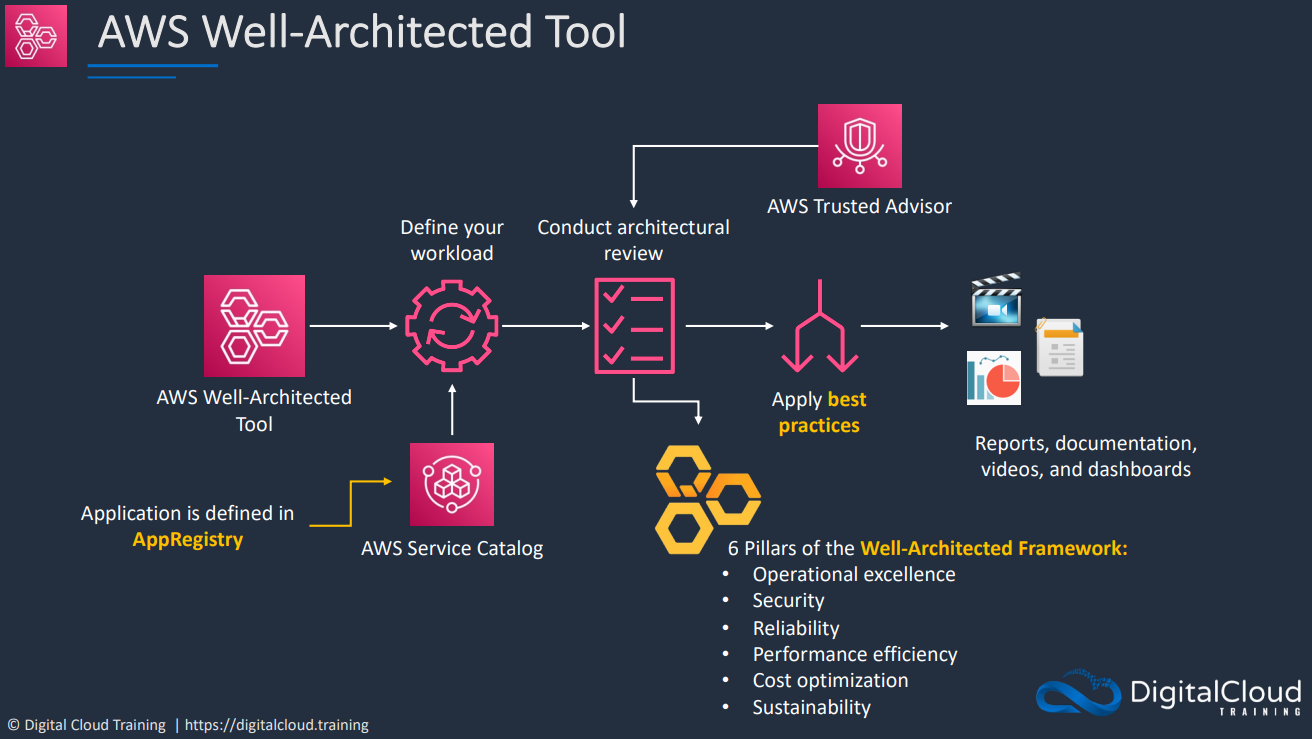 AWS Well-Architected Tool
AWS Trusted Advisor
Define your
workload
Conduct architectural
review
AWS Well-Architected
Tool
Apply best
practices
Reports, documentation,
videos, and dashboards
Application is defined in
AppRegistry
AWS Service Catalog
6 Pillars of the Well-Architected Framework:
• Operational excellence
• Security
• Reliability
• Performance efficiency
• Cost optimization
• Sustainability
DigitalCloud
TRAINING
© Digital Cloud Training | https://digitalcloud.training